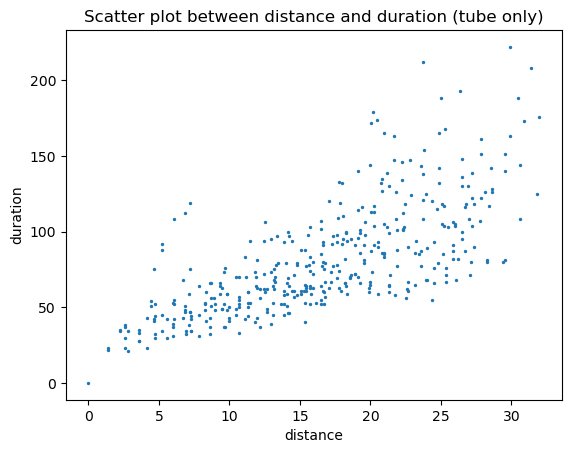 Scatter plot between distance and duration (tube only)
200
150
100
50
0
duration
0 5 10 15 20 25 30
distance